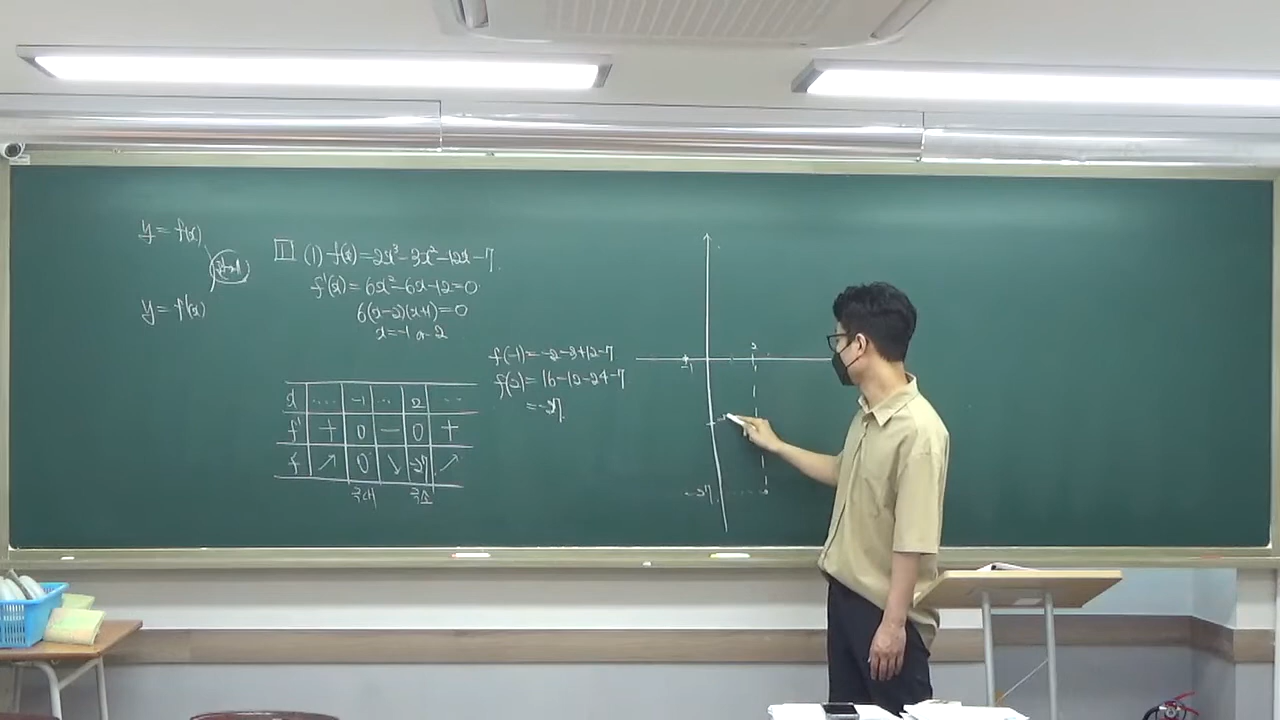 y = f(x)
y = f'(x)
1 (1) f(x) = 2x³-3x²-12x-7
f'(x) = 6x²-6x-12=0
6(x-2)(x+1)=0
x=-1 or 2
x ... -1 ... 2 ...
f' + 0 - 0 +
f ↗ 0 ↘ -27 ↗
극대 극소
f(-1) = -2-3+12-7
f(2) = 16-12-24-7
= -27
-1 2
-27